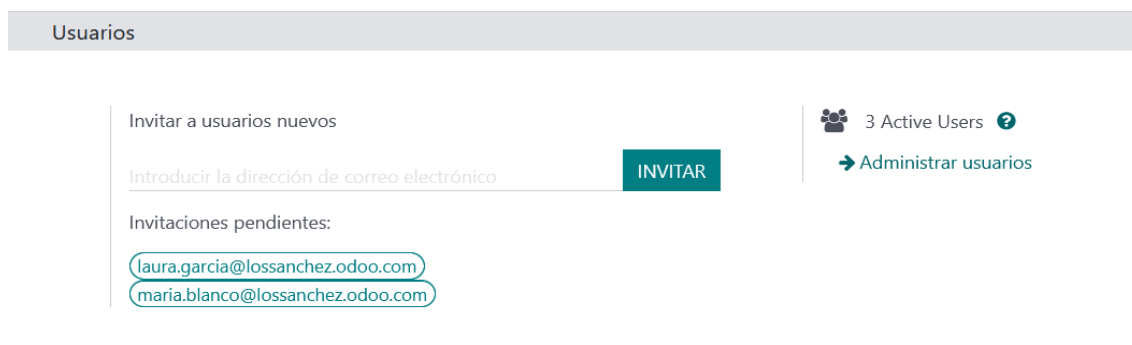 Usuarios
Invitar a usuarios nuevos
Introducir la dirección de correo electrónico
INVITAR
Invitaciones pendientes:
laura.garcia@lossanchez.odoo.com
maria.blanco@lossanchez.odoo.com
3 Active Users ?
Administrar usuarios